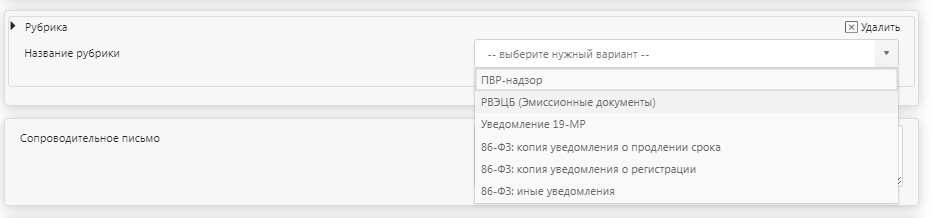 Рубрика
Удалить
Название рубрики
-- выберите нужный вариант --
ПВР-надзор
РВЭЦБ (Эмиссионные документы)
Уведомление 19-МР
86-ФЗ: копия уведомления о продлении срока
86-ФЗ: копия уведомления о регистрации
86-ФЗ: иные уведомления
Сопроводительное письмо